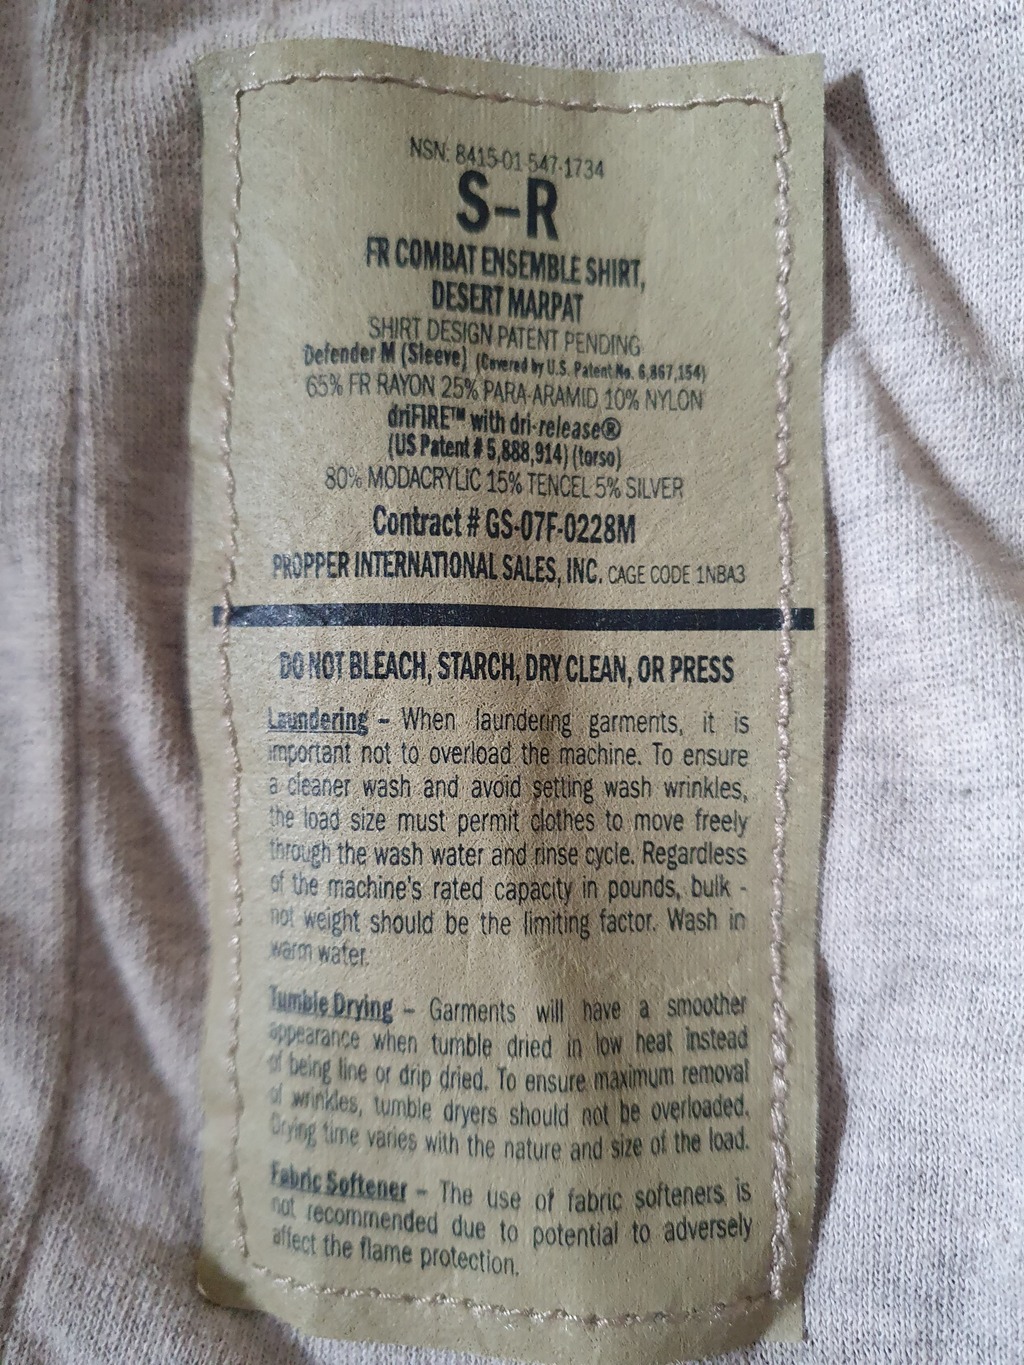 NSN: 8415-01-547-1734
S-R
FR COMBAT ENSEMBLE SHIRT,
DESERT MARPAT
SHIRT DESIGN PATENT PENDING
Defender M (Sleeve) (Covered by U.S. Patent No. 6,867,154)
65% FR RAYON 25% PARA-ARAMID 10% NYLON
driFIRE™ with dri-release®
(US Patent # 5,888,914) (torso)
80% MODACRYLIC 15% TENCEL 5% SILVER
Contract # GS-07F-0228M
PROPPER INTERNATIONAL SALES, INC. CAGE CODE 1NBA3
DO NOT BLEACH, STARCH, DRY CLEAN, OR PRESS
Laundering – When laundering garments, it is
important not to overload the machine. To ensure
a cleaner wash and avoid setting wash wrinkles,
the load size must permit clothes to move freely
through the wash water and rinse cycle. Regardless
of the machine's rated capacity in pounds, bulk -
not weight should be the limiting factor. Wash in
warm water.
Tumble Drying – Garments will have a smoother
appearance when tumble dried in low heat instead
of being line or drip dried. To ensure maximum removal
of wrinkles, tumble dryers should not be overloaded.
Drying time varies with the nature and size of the load.
Fabric Softener – The use of fabric softeners is
not recommended due to potential to adversely
affect the flame protection.